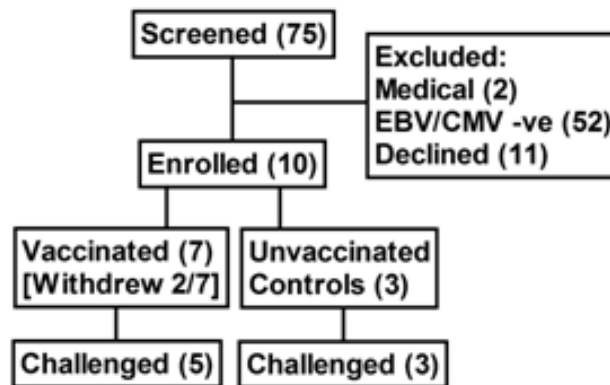 Screened (75)
Excluded:
Medical (2)
EBV/CMV -ve (52)
Declined (11)
Enrolled (10)
Vaccinated (7)
[Withdrew 2/7]
Unvaccinated
Controls (3)
Challenged (5)
Challenged (3)